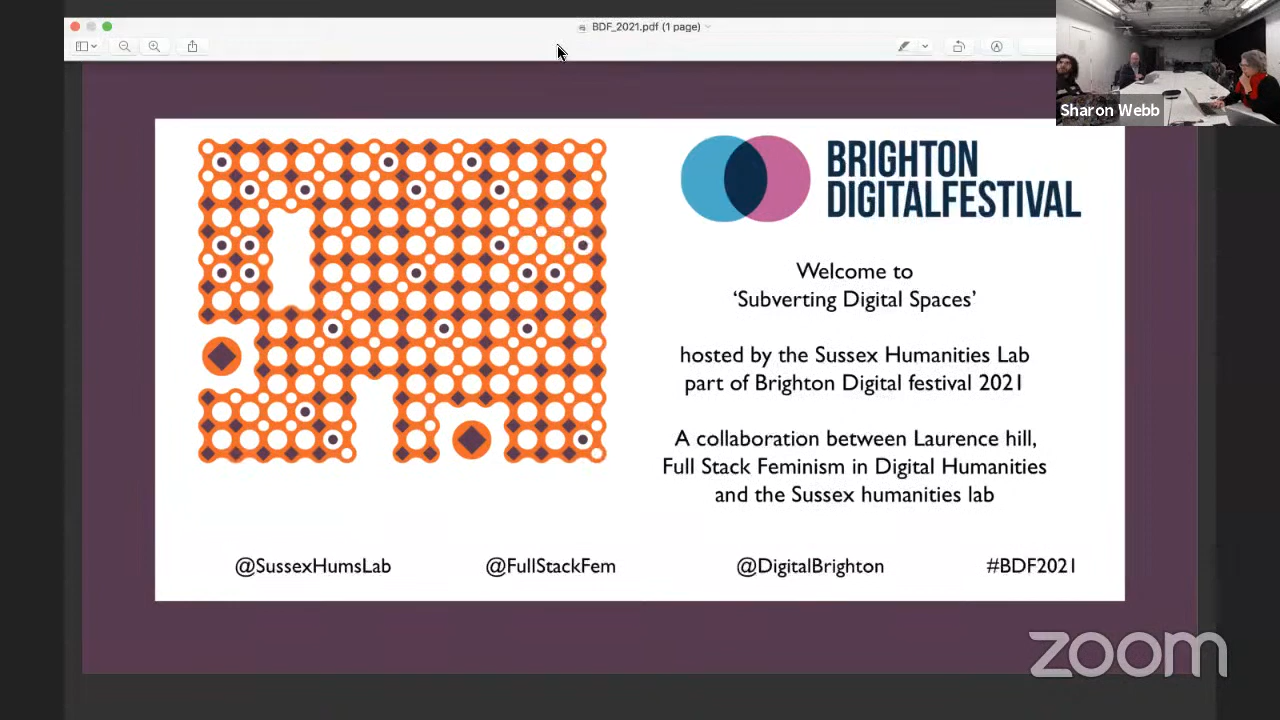 BDF_2021.pdf (1 page)
Sharon Webb
BRIGHTON
DIGITALFESTIVAL
Welcome to
‘Subverting Digital Spaces’
hosted by the Sussex Humanities Lab
part of Brighton Digital festival 2021
A collaboration between Laurence hill,
Full Stack Feminism in Digital Humanities
and the Sussex humanities lab
@SussexHumsLab
@FullStackFem
@DigitalBrighton
#BDF2021
zoom